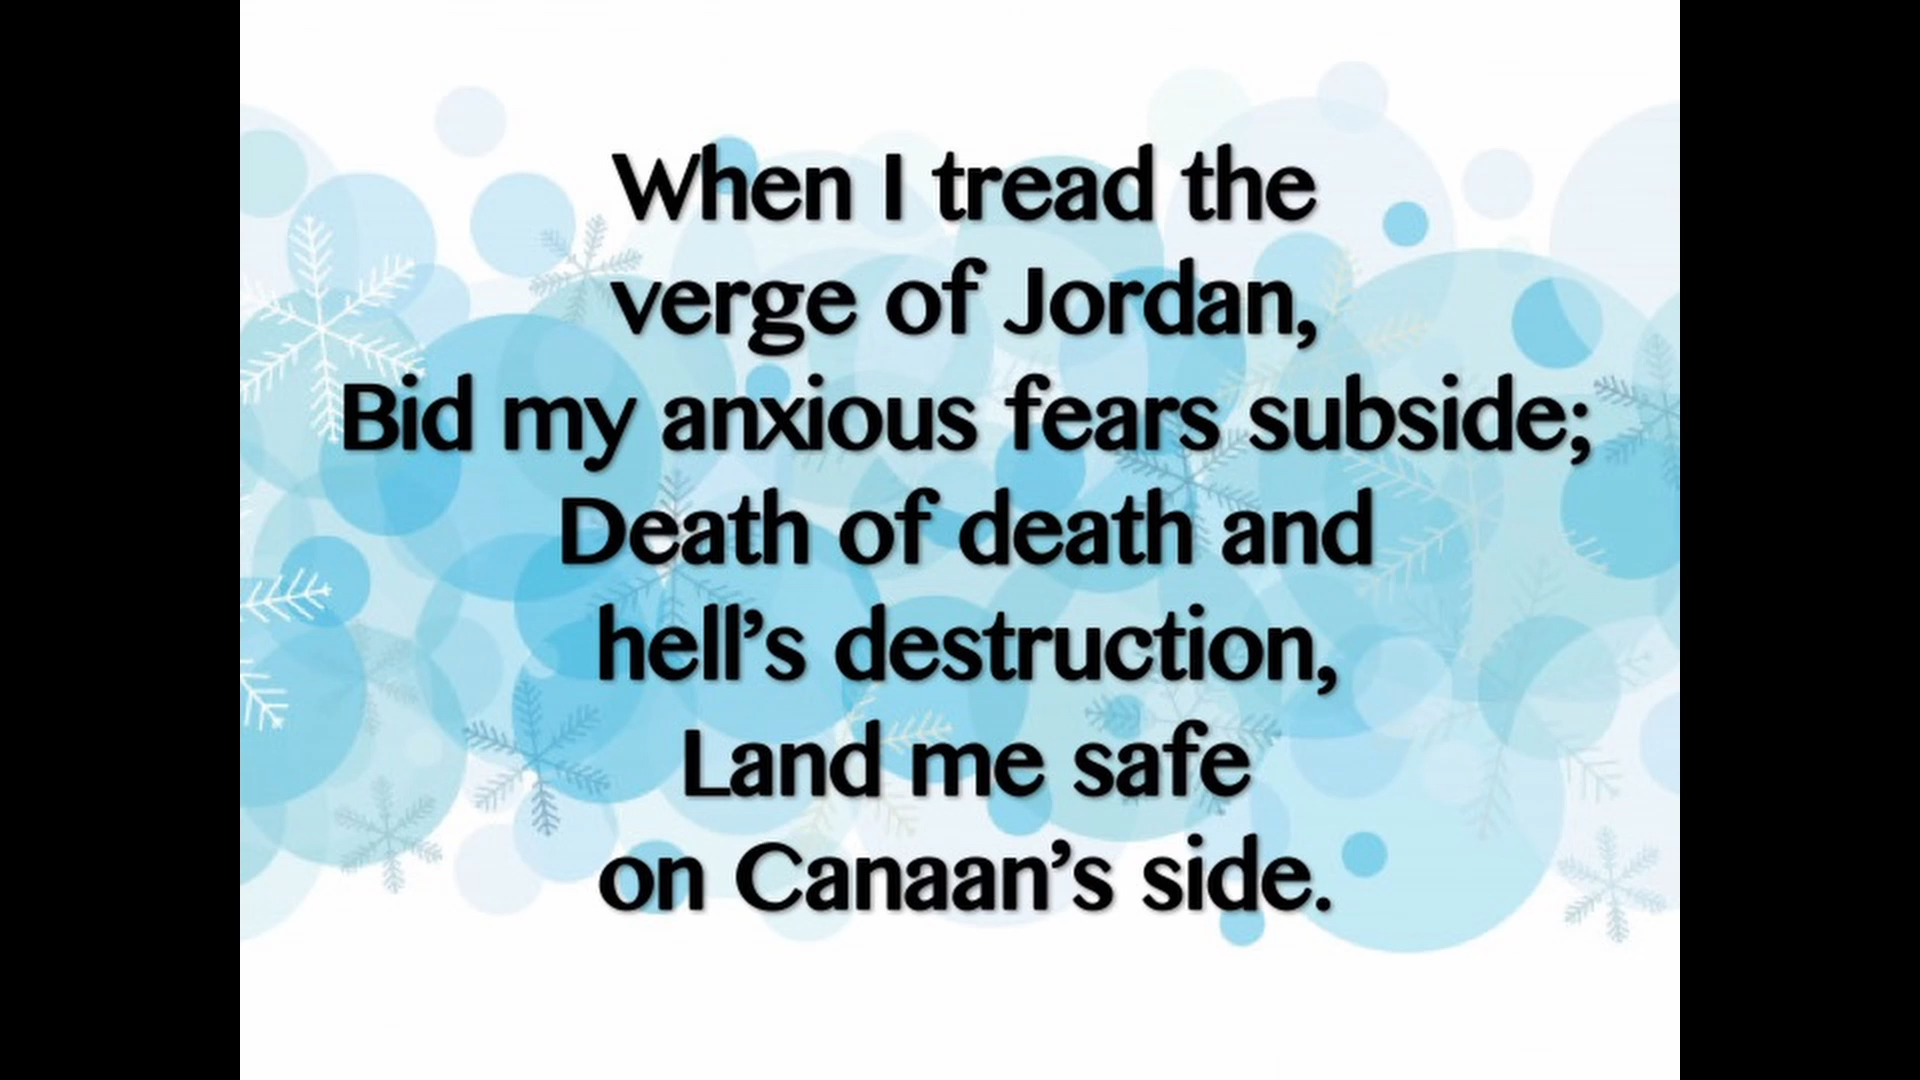 When I tread the
verge of Jordan,
Bid my anxious fears subside;
Death of death and
hell’s destruction,
Land me safe
on Canaan’s side.